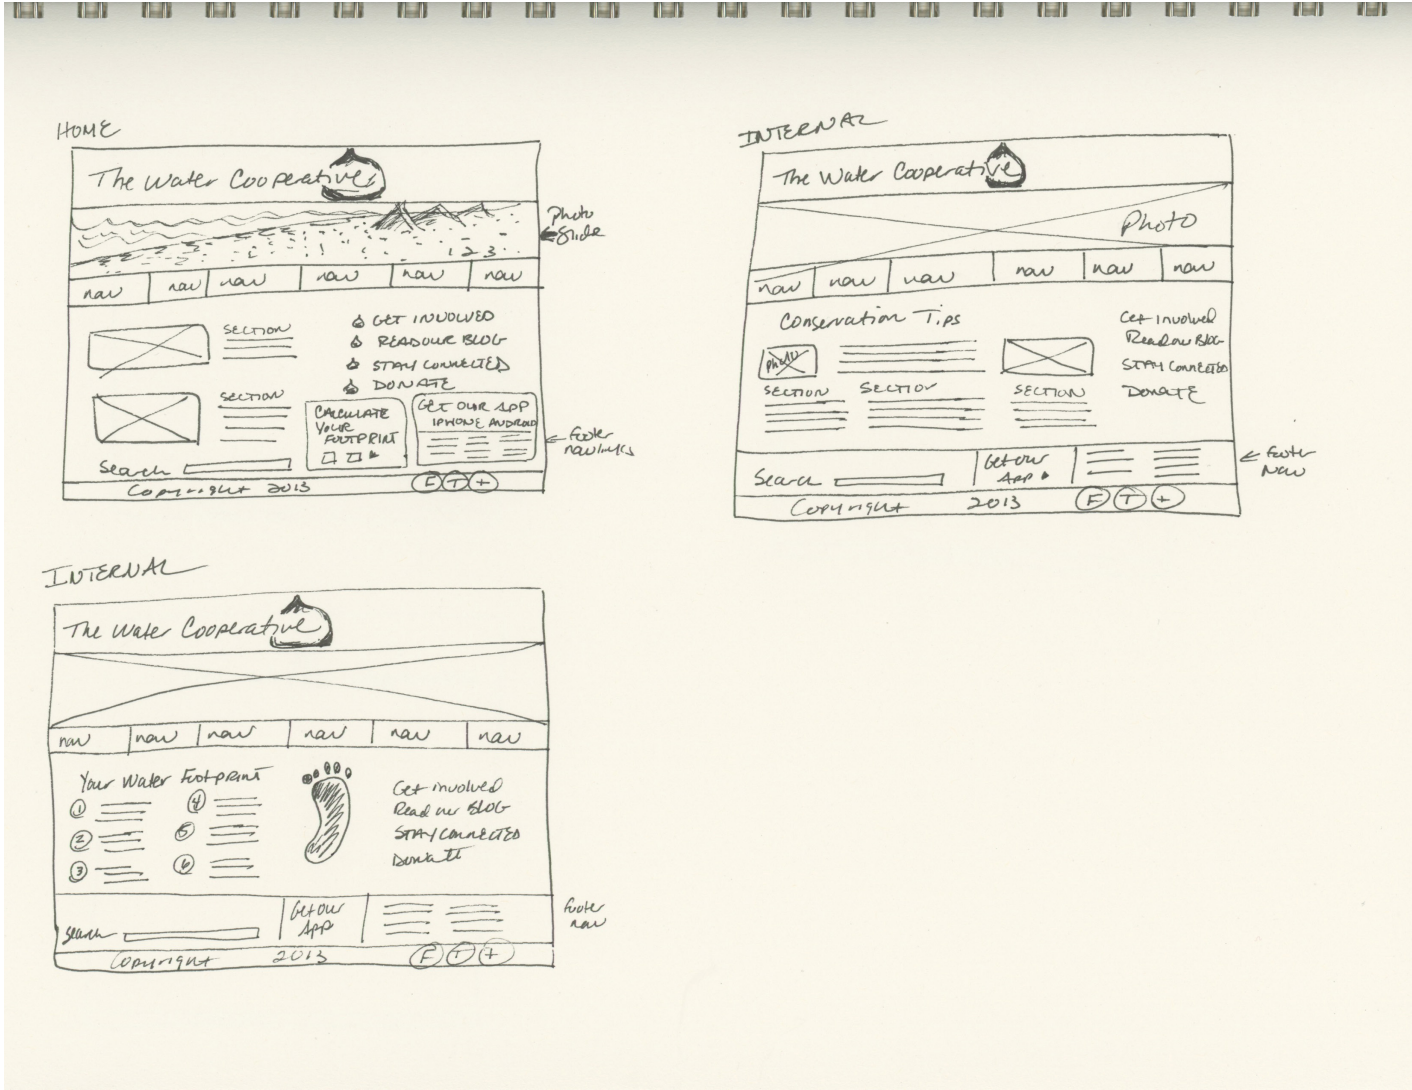 HOME
The Water Cooperative
Photo
Slide
1 2 3
nav nav nav nav nav nav
SECTION
GET INVOLVED
READ OUR BLOG
STAY CONNECTED
DONATE
SECTION
CALCULATE
YOUR
FOOTPRINT
GET OUR APP
IPHONE ANDROID
footer
nav links
Search
Copyright 2013
F T +
INTERNAL
The Water Cooperative
Photo
nav nav nav nav nav nav
Conservation Tips
Get involved
Read our BLOG
STAY CONNECTED
DONATE
Photo
SECTION SECTION SECTION
Search
Get our
APP
footer
nav
Copyright 2013
F T +
INTERNAL
The Water Cooperative
nav nav nav nav nav nav
Your Water Footprint
1 4
2 5
3 6
Get involved
Read our BLOG
STAY CONNECTED
Donate
Search
Get our
APP
footer
nav
Copyright 2013
F T +